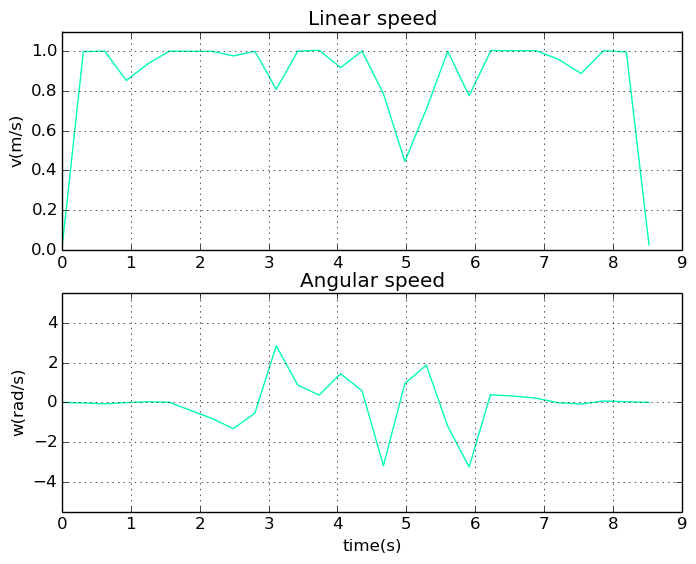 Linear speed
1.0
0.8
0.6
0.4
0.2
0.0
v(m/s)
0 1 2 3 4 5 6 7 8 9
Angular speed
4
2
0
−2
−4
w(rad/s)
0 1 2 3 4 5 6 7 8 9
time(s)